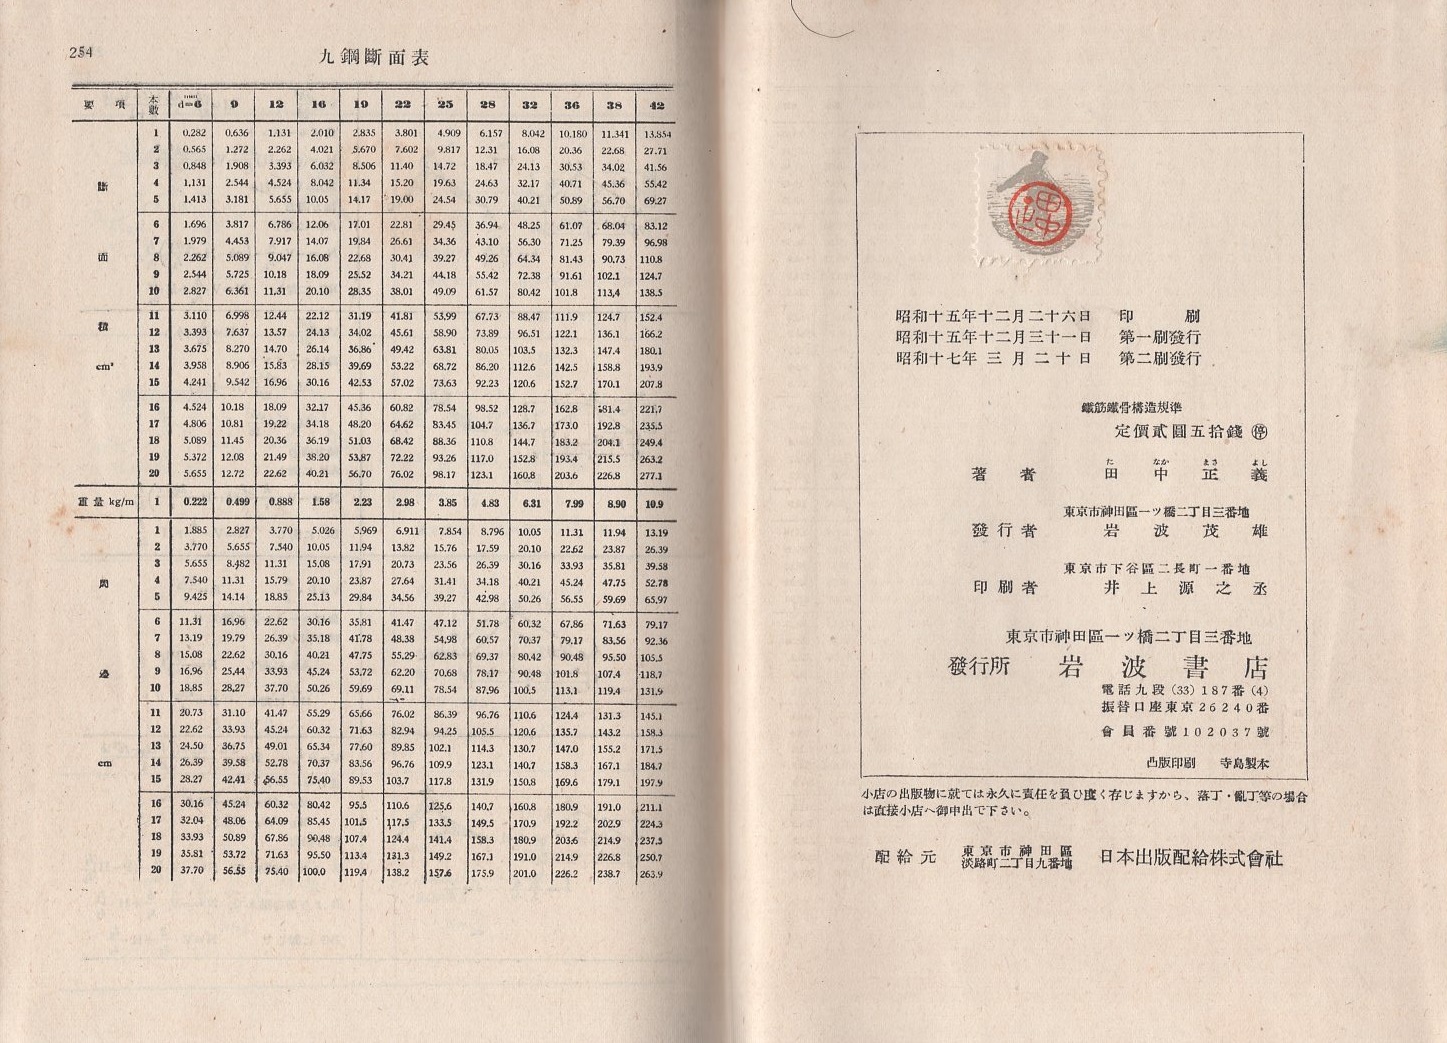 254
九鋼斷面表
要項 本數 d=6 9 12 16 19 22 25 28 32 36 38 42
斷面積 cm²
1 0.282 0.636 1.131 2.010 2.835 3.801 4.909 6.157 8.042 10.180 11.341 13.854
2 0.565 1.272 2.262 4.021 5.670 7.602 9.817 12.31 16.08 20.36 22.68 27.71
3 0.848 1.908 3.393 6.032 8.506 11.40 14.72 18.47 24.13 30.53 34.02 41.56
4 1.131 2.544 4.524 8.042 11.34 15.20 19.63 24.63 32.17 40.71 45.36 55.42
5 1.413 3.181 5.655 10.05 14.17 19.00 24.54 30.79 40.21 50.89 56.70 69.27
6 1.696 3.817 6.786 12.06 17.01 22.81 29.45 36.94 48.25 61.07 68.04 83.12
7 1.979 4.453 7.917 14.07 19.84 26.61 34.36 43.10 56.30 71.25 79.39 96.98
8 2.262 5.089 9.047 16.08 22.68 30.41 39.27 49.26 64.34 81.43 90.73 110.8
9 2.544 5.725 10.18 18.09 25.52 34.21 44.18 55.42 72.38 91.61 102.1 124.7
10 2.827 6.361 11.31 20.10 28.35 38.01 49.09 61.57 80.42 101.8 113.4 138.5
11 3.110 6.998 12.44 22.12 31.19 41.81 53.99 67.73 88.47 111.9 124.7 152.4
12 3.393 7.637 13.57 24.13 34.02 45.61 58.90 73.89 96.51 122.1 136.1 166.2
13 3.675 8.270 14.70 26.14 36.86 49.42 63.81 80.05 103.5 132.3 147.4 180.1
14 3.958 8.906 15.83 28.15 39.69 53.22 68.72 86.20 112.6 142.5 158.8 193.9
15 4.241 9.542 16.96 30.16 42.53 57.02 73.63 92.23 120.6 152.7 170.1 207.8
16 4.524 10.18 18.09 32.17 45.36 60.82 78.54 98.52 128.7 162.8 181.4 221.7
17 4.806 10.81 19.22 34.18 48.20 64.62 83.45 104.7 136.7 173.0 192.8 235.5
18 5.089 11.45 20.36 36.19 51.03 68.42 88.36 110.8 144.7 183.2 204.1 249.4
19 5.372 12.08 21.49 38.20 53.87 72.22 93.26 117.0 152.8 193.4 215.5 263.2
20 5.655 12.72 22.62 40.21 56.70 76.02 98.17 123.1 160.8 203.6 226.8 277.1
重量 kg/m 1 0.222 0.499 0.888 1.58 2.23 2.98 3.85 4.83 6.31 7.99 8.90 10.9
周邊 cm
1 1.885 2.827 3.770 5.026 5.969 6.911 7.854 8.796 10.05 11.31 11.94 13.19
2 3.770 5.655 7.540 10.05 11.94 13.82 15.76 17.59 20.10 22.62 23.87 26.39
3 5.655 8.482 11.31 15.08 17.91 20.73 23.56 26.39 30.16 33.93 35.81 39.58
4 7.540 11.31 15.79 20.10 23.87 27.64 31.41 34.18 40.21 45.24 47.75 52.78
5 9.425 14.14 18.85 25.13 29.84 34.56 39.27 42.98 50.26 56.55 59.69 65.97
6 11.31 16.96 22.62 30.16 35.81 41.47 47.12 51.78 60.32 67.86 71.63 79.17
7 13.19 19.79 26.39 35.18 41.78 48.38 54.98 60.57 70.37 79.17 83.56 92.36
8 15.08 22.62 30.16 40.21 47.75 55.29 62.83 69.37 80.42 90.48 95.50 105.5
9 16.96 25.44 33.93 45.24 53.72 62.20 70.68 78.17 90.48 101.8 107.4 118.7
10 18.85 28.27 37.70 50.26 59.69 69.11 78.54 87.96 100.5 113.1 119.4 131.9
11 20.73 31.10 41.47 55.29 65.66 76.02 86.39 96.76 110.6 124.4 131.3 145.1
12 22.62 33.93 45.24 60.32 71.63 82.94 94.25 105.5 120.6 135.7 143.2 158.3
13 24.50 36.75 49.01 65.34 77.60 89.85 102.1 114.3 130.7 147.0 155.2 171.5
14 26.39 39.58 52.78 70.37 83.56 96.76 109.9 123.1 140.7 158.3 167.1 184.7
15 28.27 42.41 56.55 75.40 89.53 103.7 117.8 131.9 150.8 169.6 179.1 197.9
16 30.16 45.24 60.32 80.42 95.5 110.6 125.6 140.7 160.8 180.9 191.0 211.1
17 32.04 48.06 64.09 85.45 101.5 117.5 133.5 149.5 170.9 192.2 202.9 224.3
18 33.93 50.89 67.86 90.48 107.4 124.4 141.4 158.3 180.9 203.6 214.9 237.5
19 35.81 53.72 71.63 95.50 113.4 131.3 149.2 167.1 191.0 214.9 226.8 250.7
20 37.70 56.55 75.40 100.0 119.4 138.2 157.6 175.9 201.0 226.2 238.7 263.9
田中
昭和十五年十二月二十六日 印刷
昭和十五年十二月三十一日 第一刷發行
昭和十七年三月二十日 第二刷發行
鐵筋鐵骨構造規準
定價貳圓五拾錢 停
た なか まさ よし
著者 田中正義
東京市神田區一ツ橋二丁目三番地
發行者 岩波茂雄
東京市下谷區二長町一番地
印刷者 井上源之丞
東京市神田區一ツ橋二丁目三番地
發行所 岩波書店
電話九段(33)187番(4)
振替口座東京26240番
會員番號102037號
凸版印刷 寺島製本
小店の出版物に就ては永久に責任を負ひ度く存じますから、落丁・亂丁等の場合
は直接小店へ御申出で下さい。
配給元 東京市神田區
淡路町二丁目九番地 日本出版配給株式會社